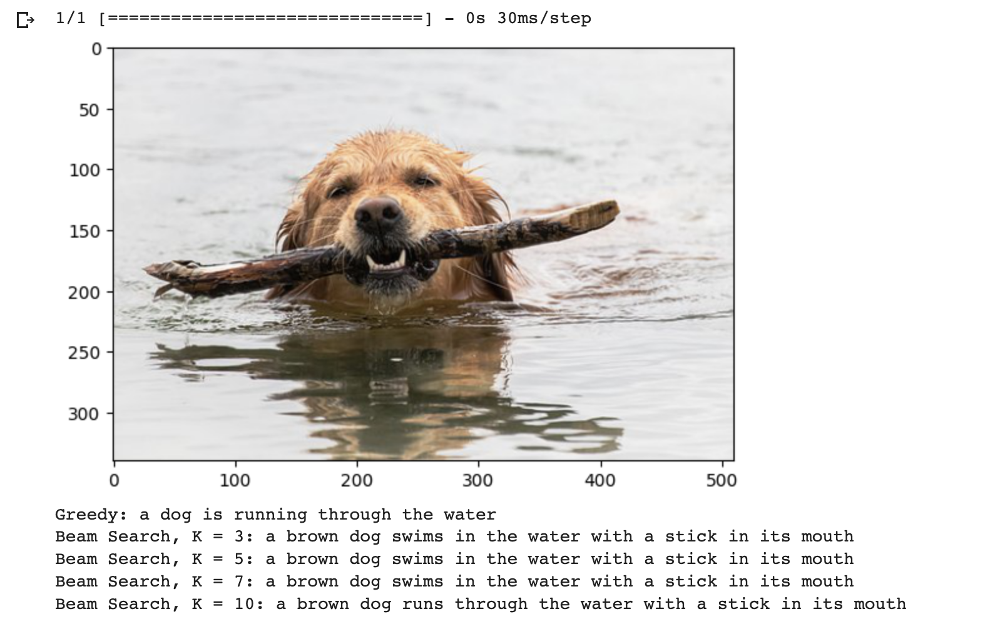 1/1 [==============================] - 0s 30ms/step
0
50
100
150
200
250
300
0 100 200 300 400 500
Greedy: a dog is running through the water
Beam Search, K = 3: a brown dog swims in the water with a stick in its mouth
Beam Search, K = 5: a brown dog swims in the water with a stick in its mouth
Beam Search, K = 7: a brown dog swims in the water with a stick in its mouth
Beam Search, K = 10: a brown dog runs through the water with a stick in its mouth